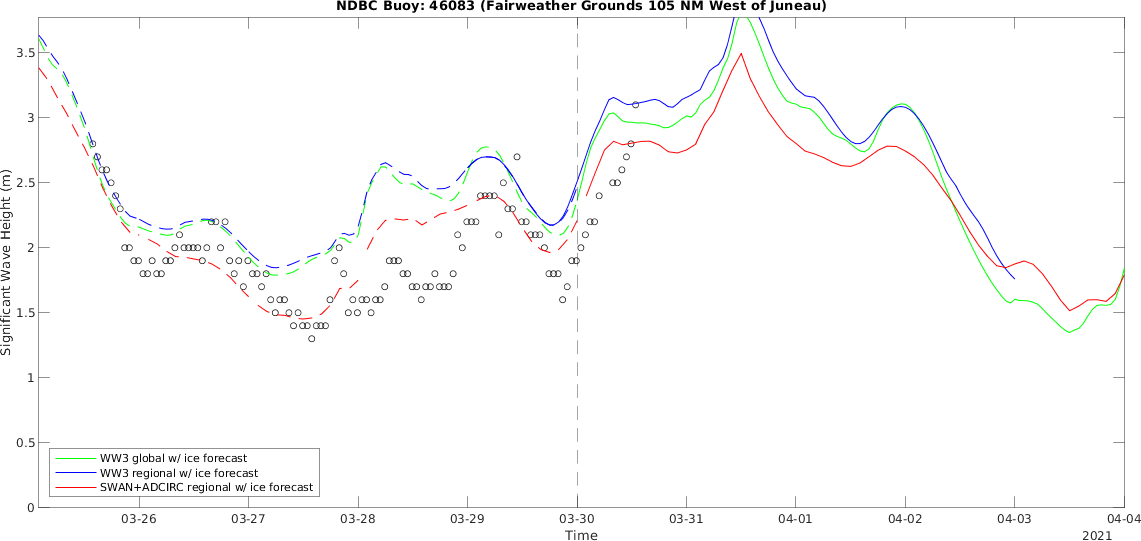 NDBC Buoy: 46083 (Fairweather Grounds 105 NM West of Juneau)
Significant Wave Height (m)
3.5
3
2.5
2
1.5
1
0.5
0
WW3 global w/ ice forecast
WW3 regional w/ ice forecast
SWAN+ADCIRC regional w/ ice forecast
03-26 03-27 03-28 03-29 03-30 03-31 04-01 04-02 04-03 04-04
Time
2021